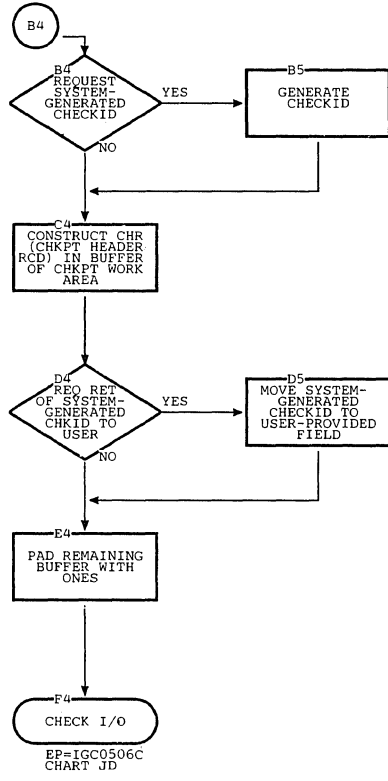 B4
B4
REQUEST
SYSTEM-
GENERATED
CHECKID
YES
NO
B5
GENERATE
CHECKID
C4
CONSTRUCT CHR
(CHKPT HEADER
RCD) IN BUFFER
OF CHKPT WORK
AREA
D4
REQ RET
OF SYSTEM-
GENERATED
CHKID TO
USER
YES
NO
D5
MOVE SYSTEM-
GENERATED
CHECKID TO
USER-PROVIDED
FIELD
E4
PAD REMAINING
BUFFER WITH
ONES
F4
CHECK I/O
EP=IGC0506C
CHART JD